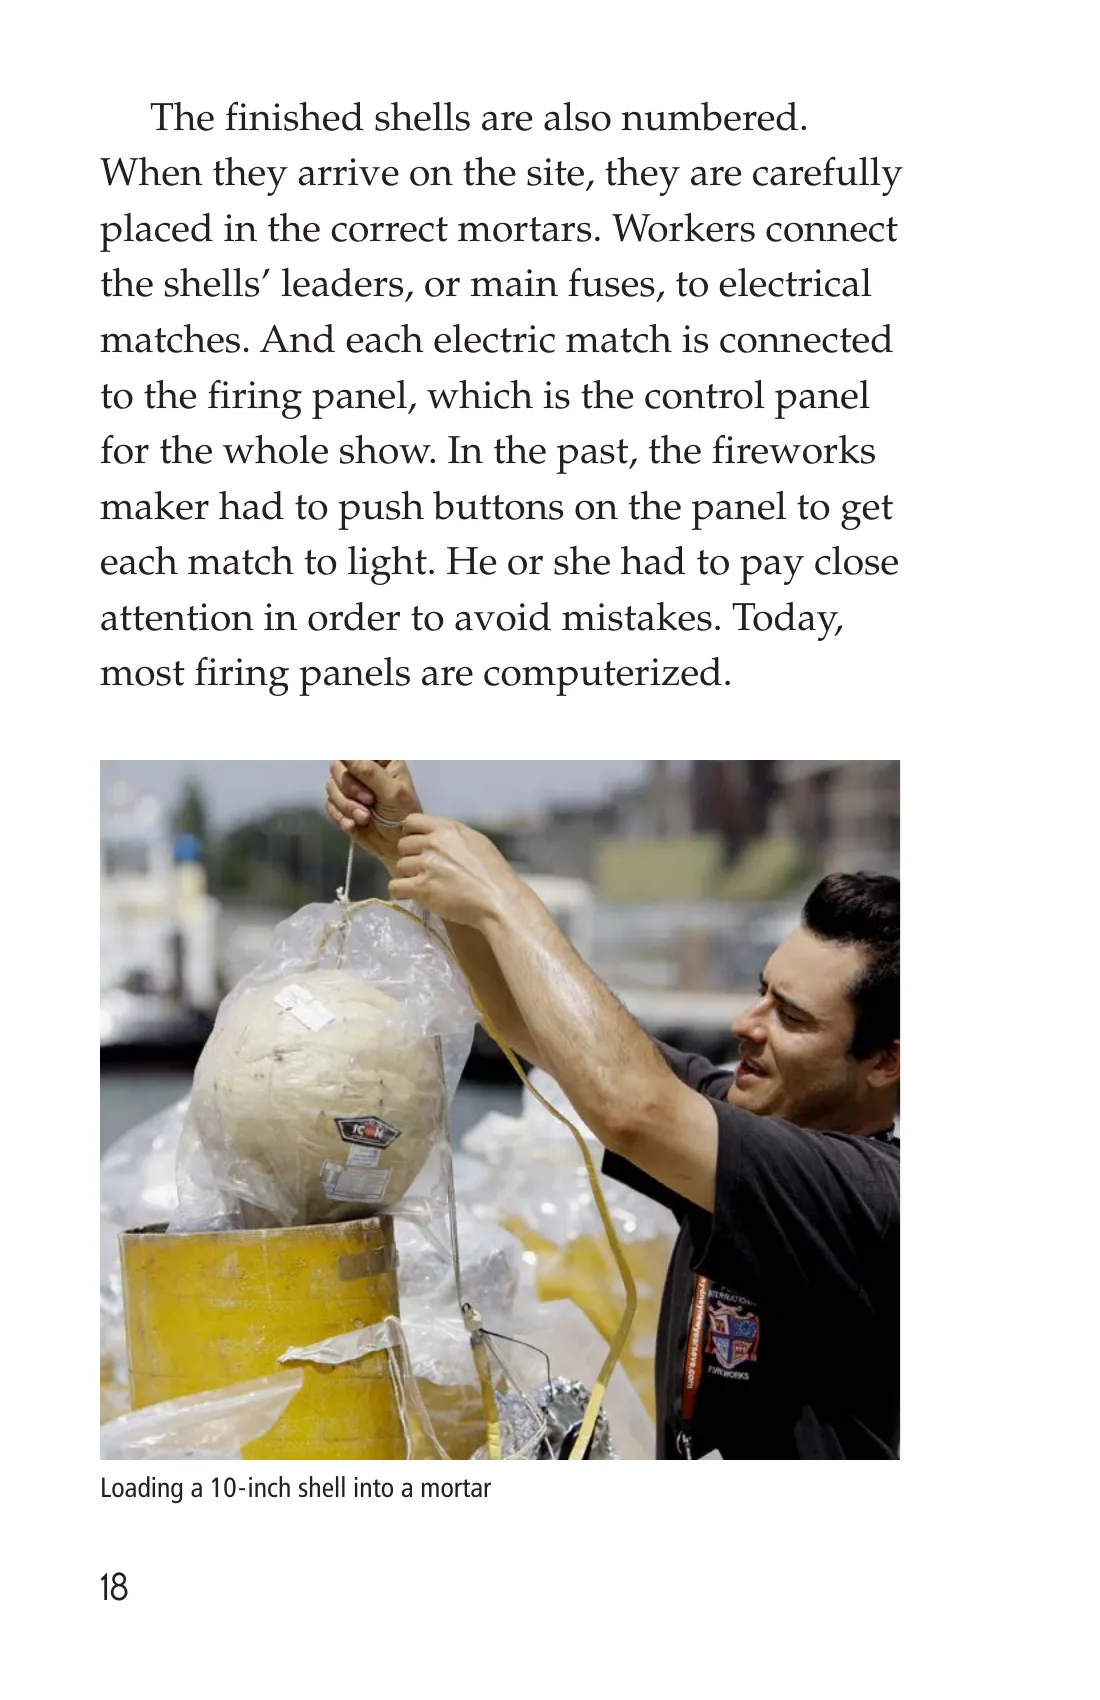 The finished shells are also numbered.
When they arrive on the site, they are carefully
placed in the correct mortars. Workers connect
the shells’ leaders, or main fuses, to electrical
matches. And each electric match is connected
to the firing panel, which is the control panel
for the whole show. In the past, the fireworks
maker had to push buttons on the panel to get
each match to light. He or she had to pay close
attention in order to avoid mistakes. Today,
most firing panels are computerized.
ICON
sydneynewyearseve.com
FIREWORKS
Loading a 10-inch shell into a mortar
18